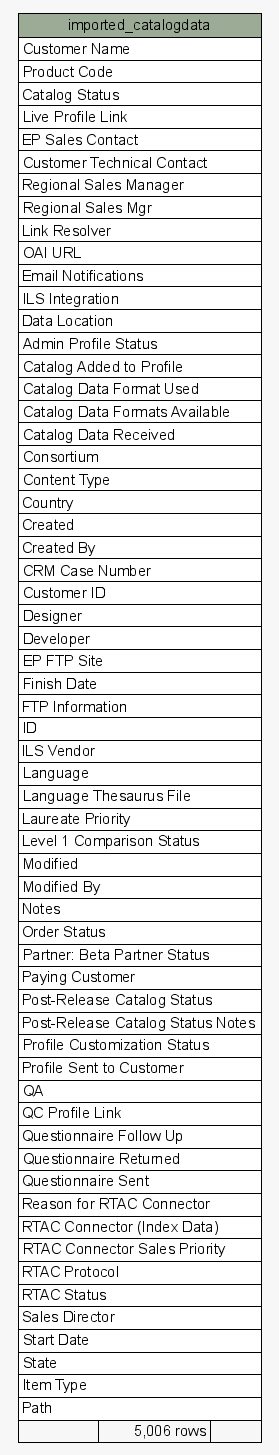 imported_catalogdata
Customer Name
Product Code
Catalog Status
Live Profile Link
EP Sales Contact
Customer Technical Contact
Regional Sales Manager
Regional Sales Mgr
Link Resolver
OAI URL
Email Notifications
ILS Integration
Data Location
Admin Profile Status
Catalog Added to Profile
Catalog Data Format Used
Catalog Data Formats Available
Catalog Data Received
Consortium
Content Type
Country
Created
Created By
CRM Case Number
Customer ID
Designer
Developer
EP FTP Site
Finish Date
FTP Information
ID
ILS Vendor
Language
Language Thesaurus File
Laureate Priority
Level 1 Comparison Status
Modified
Modified By
Notes
Order Status
Partner: Beta Partner Status
Paying Customer
Post-Release Catalog Status
Post-Release Catalog Status Notes
Profile Customization Status
Profile Sent to Customer
QA
QC Profile Link
Questionnaire Follow Up
Questionnaire Returned
Questionnaire Sent
Reason for RTAC Connector
RTAC Connector (Index Data)
RTAC Connector Sales Priority
RTAC Protocol
RTAC Status
Sales Director
Start Date
State
Item Type
Path
5,006 rows